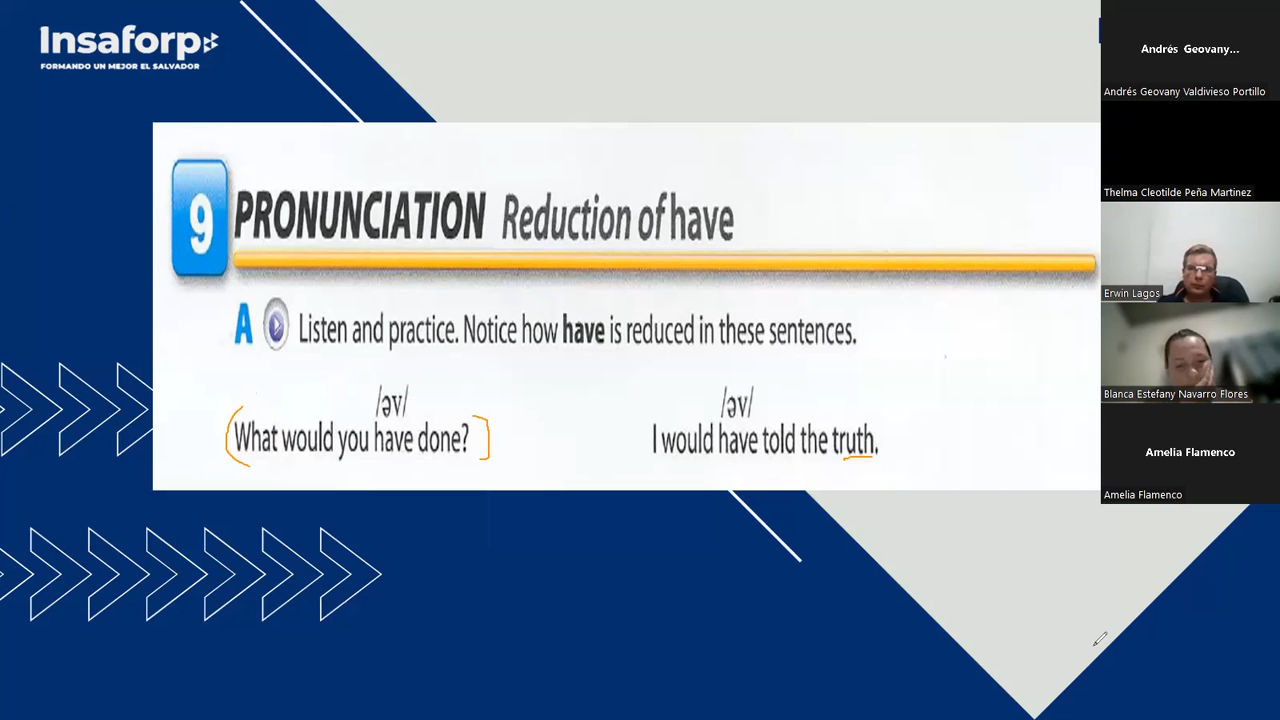 Insaforp
FORMANDO UN MEJOR EL SALVADOR
9 PRONUNCIATION Reduction of have
A Listen and practice. Notice how have is reduced in these sentences.
/əv/ /əv/
What would you have done? I would have told the truth.
Andrés Geovany...
Andrés Geovany Valdivieso Portillo
Thelma Cleotilde Peña Martinez
Erwin Lagos
Blanca Estefany Navarro Flores
Amelia Flamenco
Amelia Flamenco